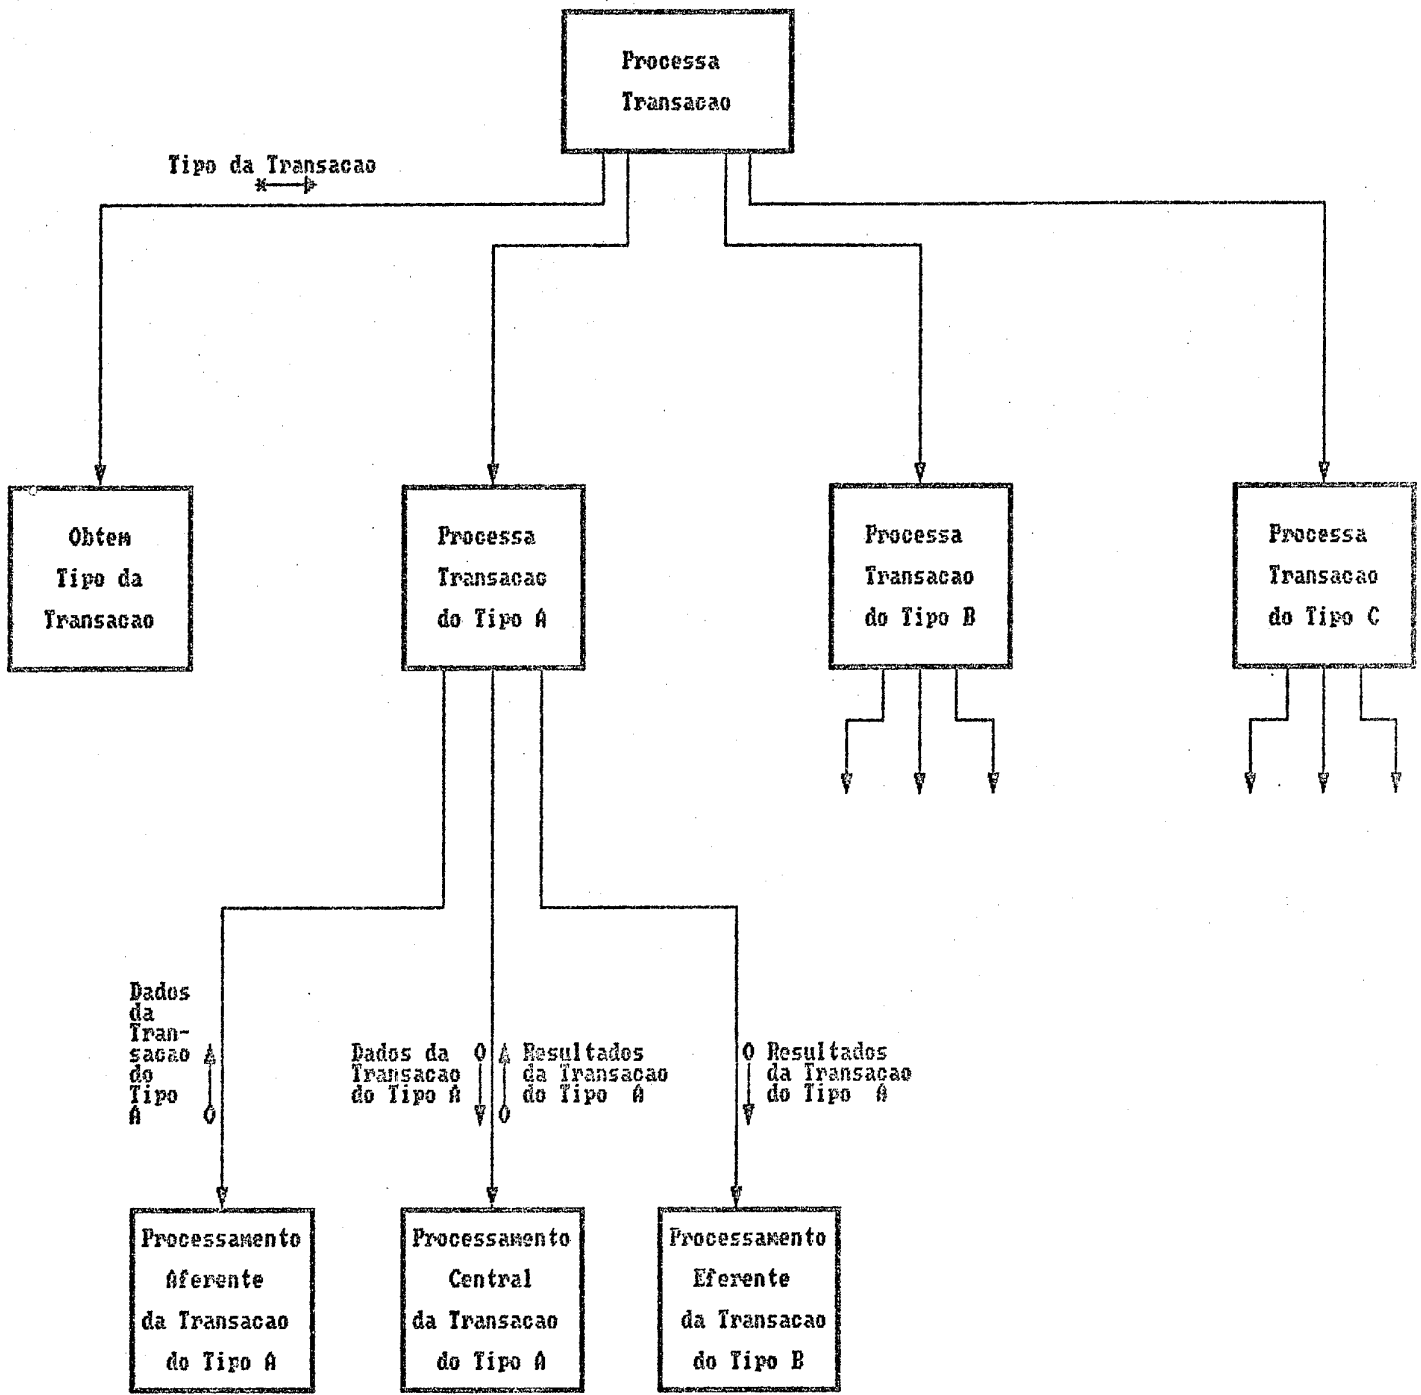 Processa
Transacao
Tipo da Transacao
Obtem
Tipo da
Transacao
Processa
Transacao
do Tipo A
Processa
Transacao
do Tipo B
Processa
Transacao
do Tipo C
Dados
da
Tran-
sacao
do
Tipo
A
Dados da
Transacao
do Tipo A
Resultados
da Transacao
do Tipo A
Resultados
da Transacao
do Tipo A
Processamento
Aferente
da Transacao
do Tipo A
Processamento
Central
da Transacao
do Tipo A
Processamento
Eferente
da Transacao
do Tipo B